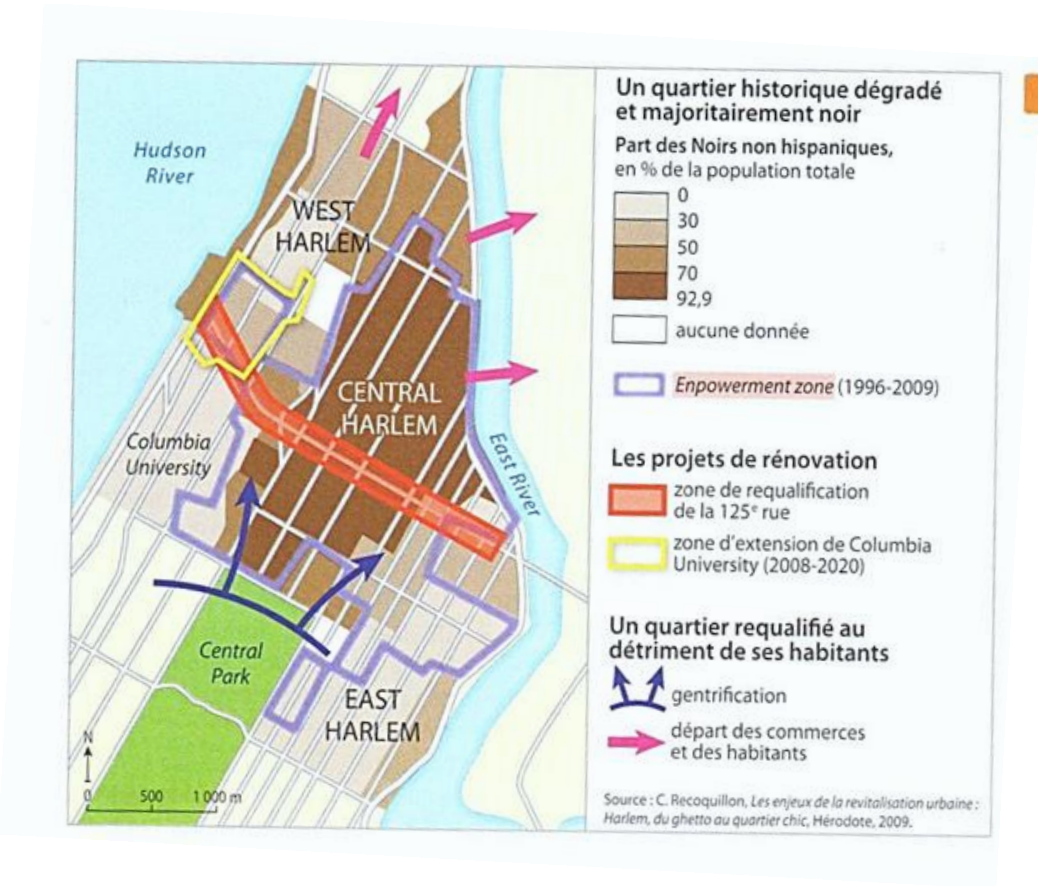 Hudson
River
WEST
HARLEM
CENTRAL
HARLEM
Columbia
University
East River
Central
Park
EAST
HARLEM
N
0 500 1 000 m
Un quartier historique dégradé
et majoritairement noir
Part des Noirs non hispaniques,
en % de la population totale
0
30
50
70
92,9
aucune donnée
Enpowerment zone (1996-2009)
Les projets de rénovation
zone de requalification
de la 125e rue
zone d'extension de Columbia
University (2008-2020)
Un quartier requalifié au
détriment de ses habitants
gentrification
départ des commerces
et des habitants
Source : C. Recoquillon, Les enjeux de la revitalisation urbaine :
Harlem, du ghetto au quartier chic, Hérodote, 2009.